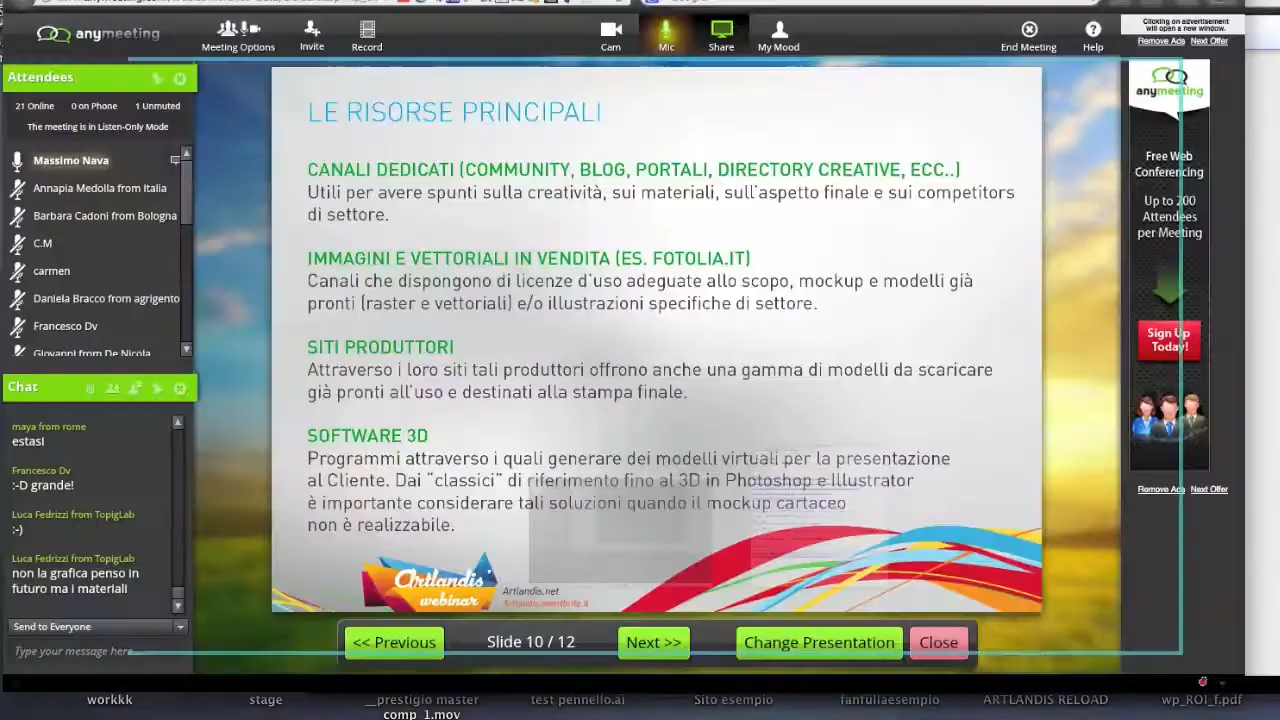 anymeeting
Meeting Options
Invite
Record
Cam
Mic
Share
My Mood
End Meeting
Help
Clicking on advertisement
will open a new window.
Remove Ads Next Offer
Attendees
21 Online 0 on Phone 1 Unmuted
The meeting is in Listen-Only Mode
Massimo Nava
Annapia Medolla from Italia
Barbara Cadoni from Bologna
C.M
carmen
Daniela Bracco from agrigento
Francesco Dv
Giovanni from De Nicola
Chat
maya from rome
estasi
Francesco Dv
:-D grande!
Luca Fedrizzi from TopigLab
:-)
Luca Fedrizzi from TopigLab
non la grafica penso in
futuro ma i materiali
Send to Everyone
Type your message here
LE RISORSE PRINCIPALI
CANALI DEDICATI (COMMUNITY, BLOG, PORTALI, DIRECTORY CREATIVE, ECC..)
Utili per avere spunti sulla creatività, sui materiali, sull'aspetto finale e sui competitors
di settore.
IMMAGINI E VETTORIALI IN VENDITA (ES. FOTOLIA.IT)
Canali che dispongono di licenze d'uso adeguate allo scopo, mockup e modelli già
pronti (raster e vettoriali) e/o illustrazioni specifiche di settore.
SITI PRODUTTORI
Attraverso i loro siti tali produttori offrono anche una gamma di modelli da scaricare
già pronti all'uso e destinati alla stampa finale.
SOFTWARE 3D
Programmi attraverso i quali generare dei modelli virtuali per la presentazione
al Cliente. Dai "classici" di riferimento fino al 3D in Photoshop e Illustrator
è importante considerare tali soluzioni quando il mockup cartaceo
non è realizzabile.
Artlandis'
webinar
Artlandis.net
Artlandis.eventbrite.it
<< Previous
Slide 10 / 12
Next >>
Change Presentation
Close
anymeeting
Free Web
Conferencing
Up to 200
Attendees
per Meeting
Sign Up
Today!
Remove Ads Next Offer
workkk
stage
__prestigio master
comp_1.mov
test pennello.ai
Sito esempio
fanfullaesempio
ARTLANDIS RELOAD
wp_ROI_f.pdf